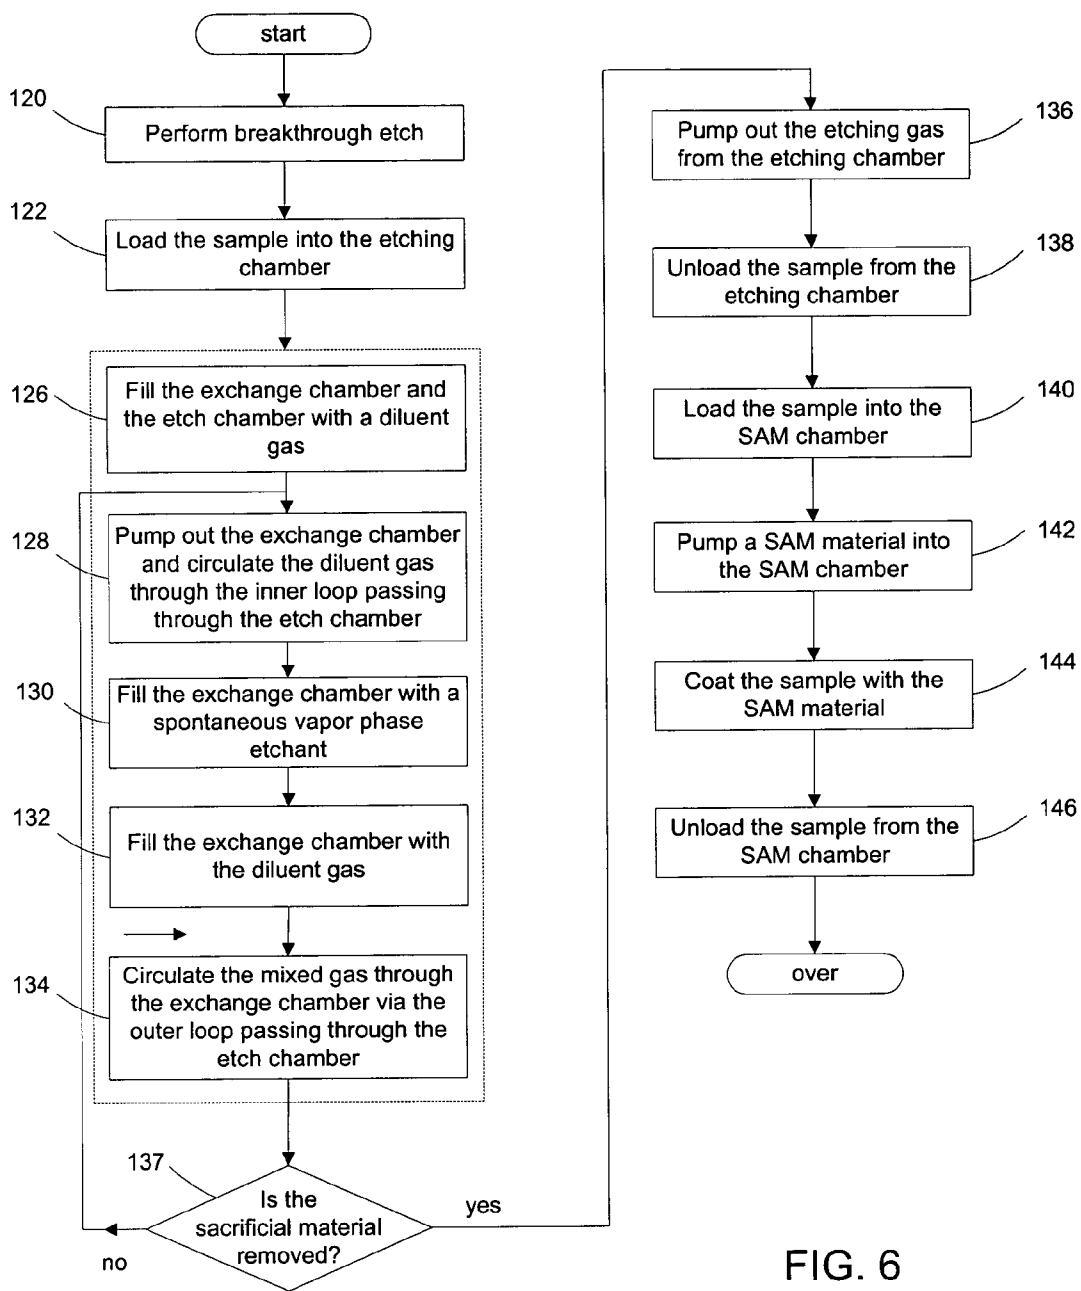 start
120
Perform breakthrough etch
122
Load the sample into the etching
chamber
126
Fill the exchange chamber and
the etch chamber with a diluent
gas
128
Pump out the exchange chamber
and circulate the diluent gas
through the inner loop passing
through the etch chamber
130
Fill the exchange chamber with a
spontaneous vapor phase
etchant
132
Fill the exchange chamber with
the diluent gas
134
Circulate the mixed gas through
the exchange chamber via the
outer loop passing through the
etch chamber
137
Is the
sacrificial material
removed?
yes
no
136
Pump out the etching gas
from the etching chamber
138
Unload the sample from the
etching chamber
140
Load the sample into the
SAM chamber
142
Pump a SAM material into
the SAM chamber
144
Coat the sample with the
SAM material
146
Unload the sample from the
SAM chamber
over
FIG. 6